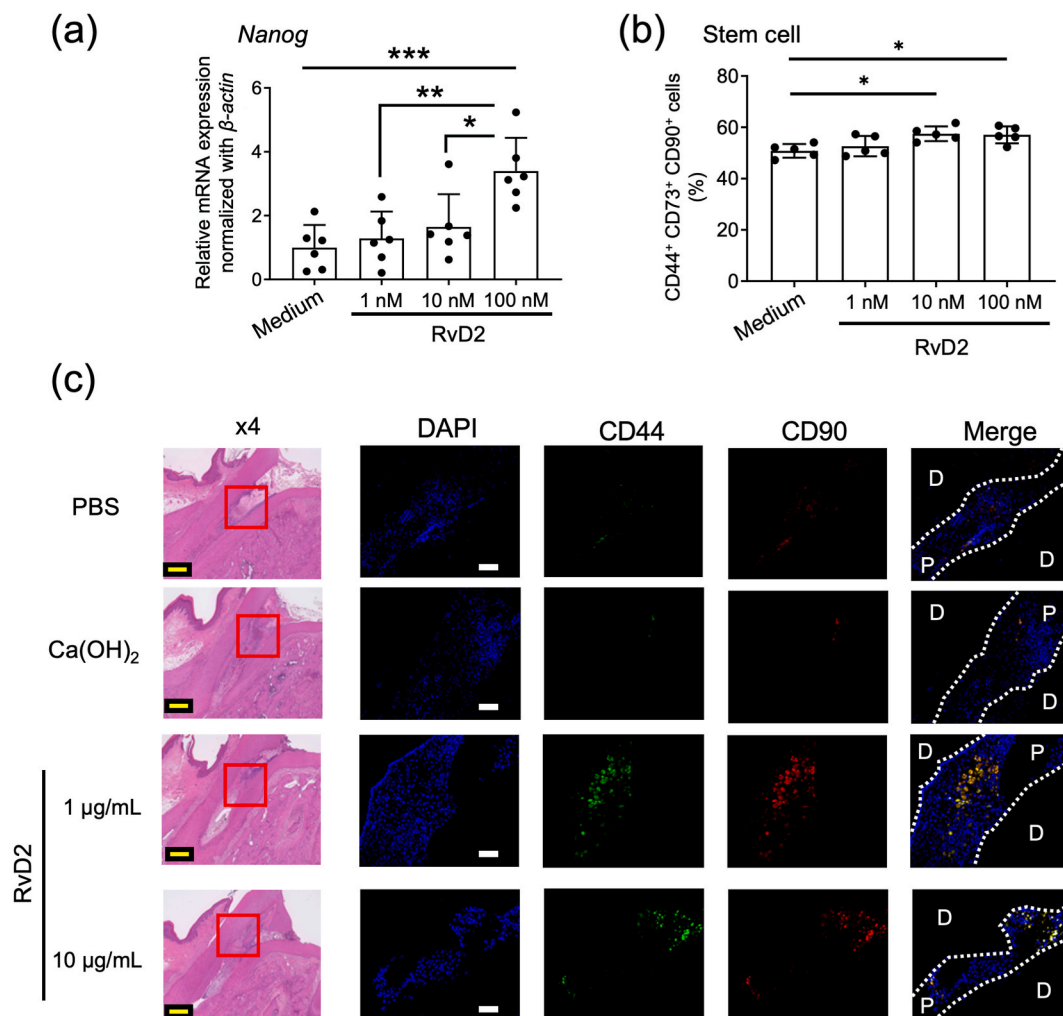 (a)
Nanog
Relative mRNA expression
normalized with β-actin
6
4
2
0
***
**
*
Medium
1 nM 10 nM 100 nM
RvD2
(b)
Stem cell
CD44+ CD73+ CD90+ cells
(%)
80
60
40
20
0
*
*
Medium
1 nM 10 nM 100 nM
RvD2
(c)
x4 DAPI CD44 CD90 Merge
PBS
D
P D
Ca(OH)₂
D P
D
RvD2
1 µg/mL
D P
D
10 µg/mL
D
P D